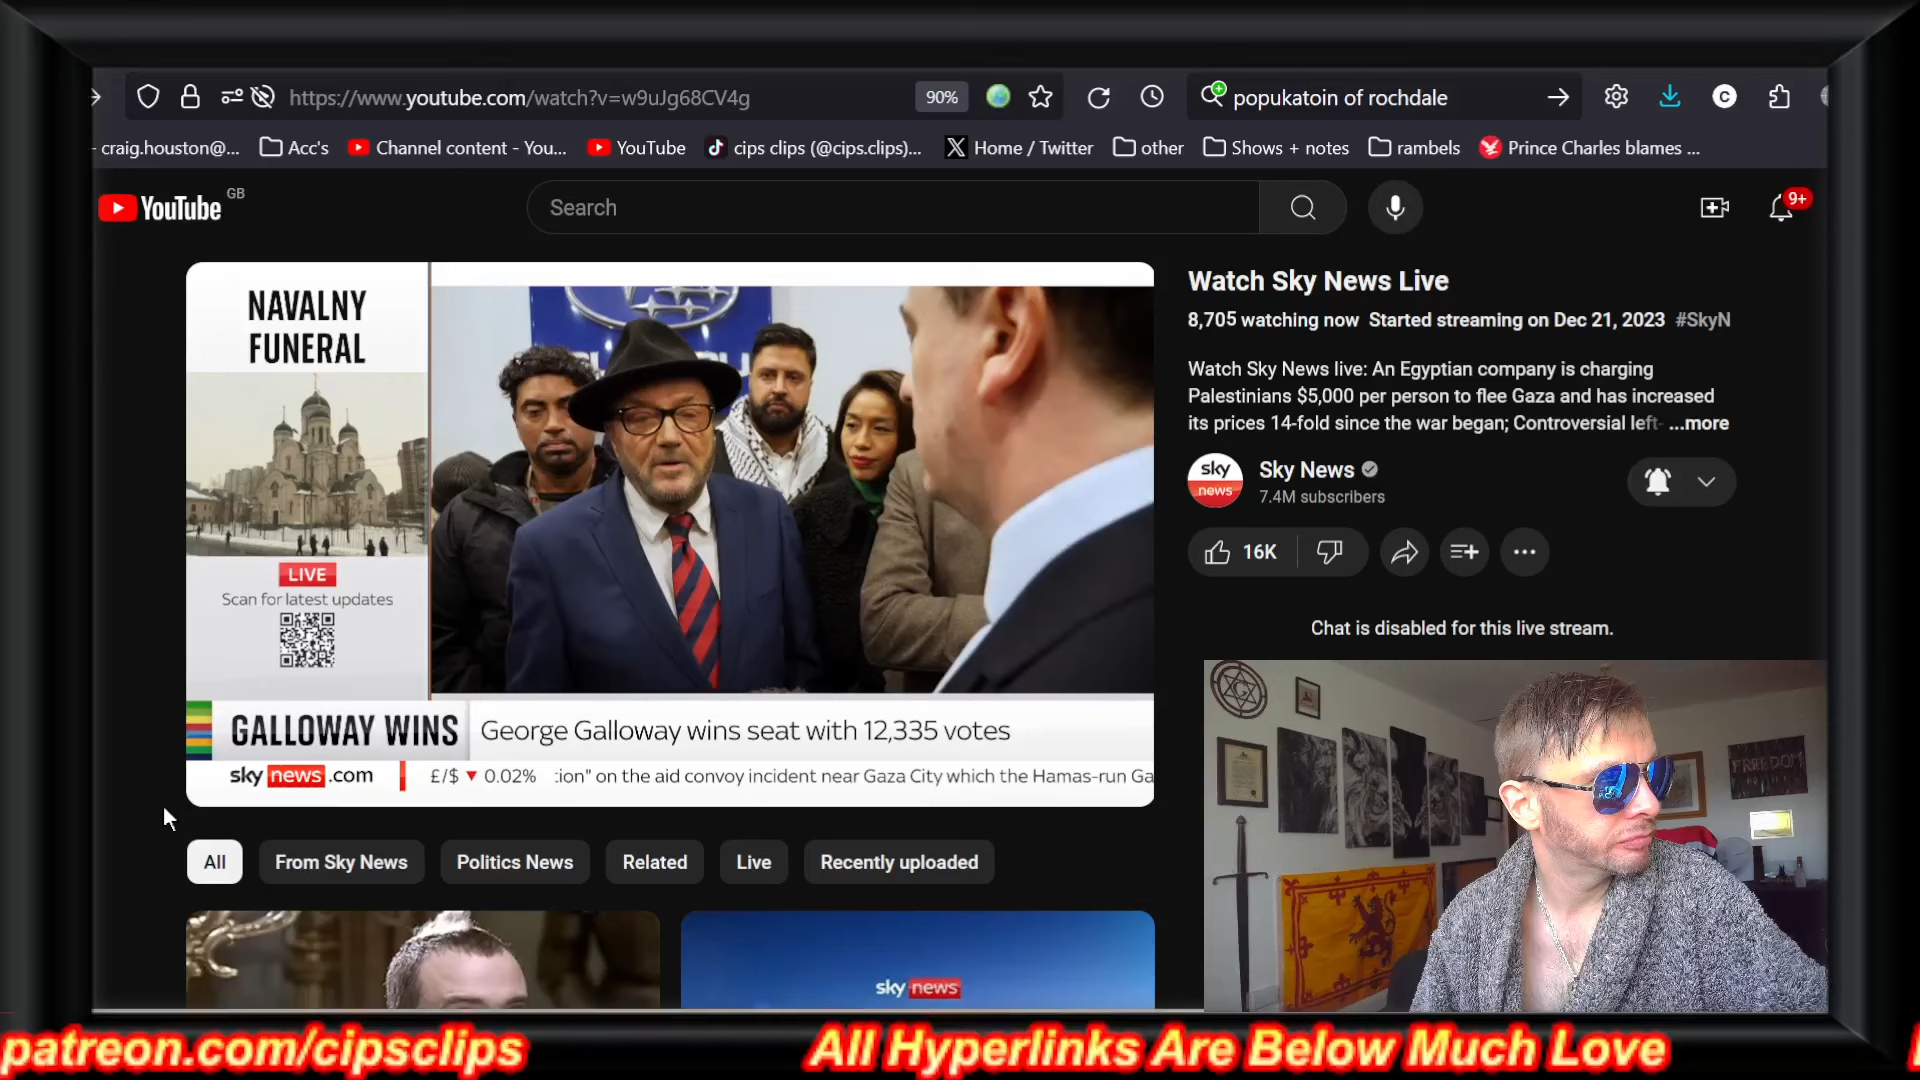 https://www.youtube.com/watch?v=w9uJg68CV4g
90%
popukatoin of rochdale
C
- craig.houston@...
Acc's
Channel content - You...
YouTube
cips clips (@cips.clips)...
Home / Twitter
other
Shows + notes
rambels
Prince Charles blames ...
YouTube
GB
Search
9+
NAVALNY
FUNERAL
LIVE
Scan for latest updates
GALLOWAY WINS
George Galloway wins seat with 12,335 votes
sky news .com
£/$ ▼ 0.02%
:ion" on the aid convoy incident near Gaza City which the Hamas-run Ga
Watch Sky News Live
8,705 watching now Started streaming on Dec 21, 2023 #SkyN
Watch Sky News live: An Egyptian company is charging
Palestinians $5,000 per person to flee Gaza and has increased
its prices 14-fold since the war began; Controversial left- ...more
sky
news
Sky News
7.4M subscribers
16K
Chat is disabled for this live stream.
FREEDOM
All
From Sky News
Politics News
Related
Live
Recently uploaded
sky news
patreon.com/cipsclips
All Hyperlinks Are Below Much Love